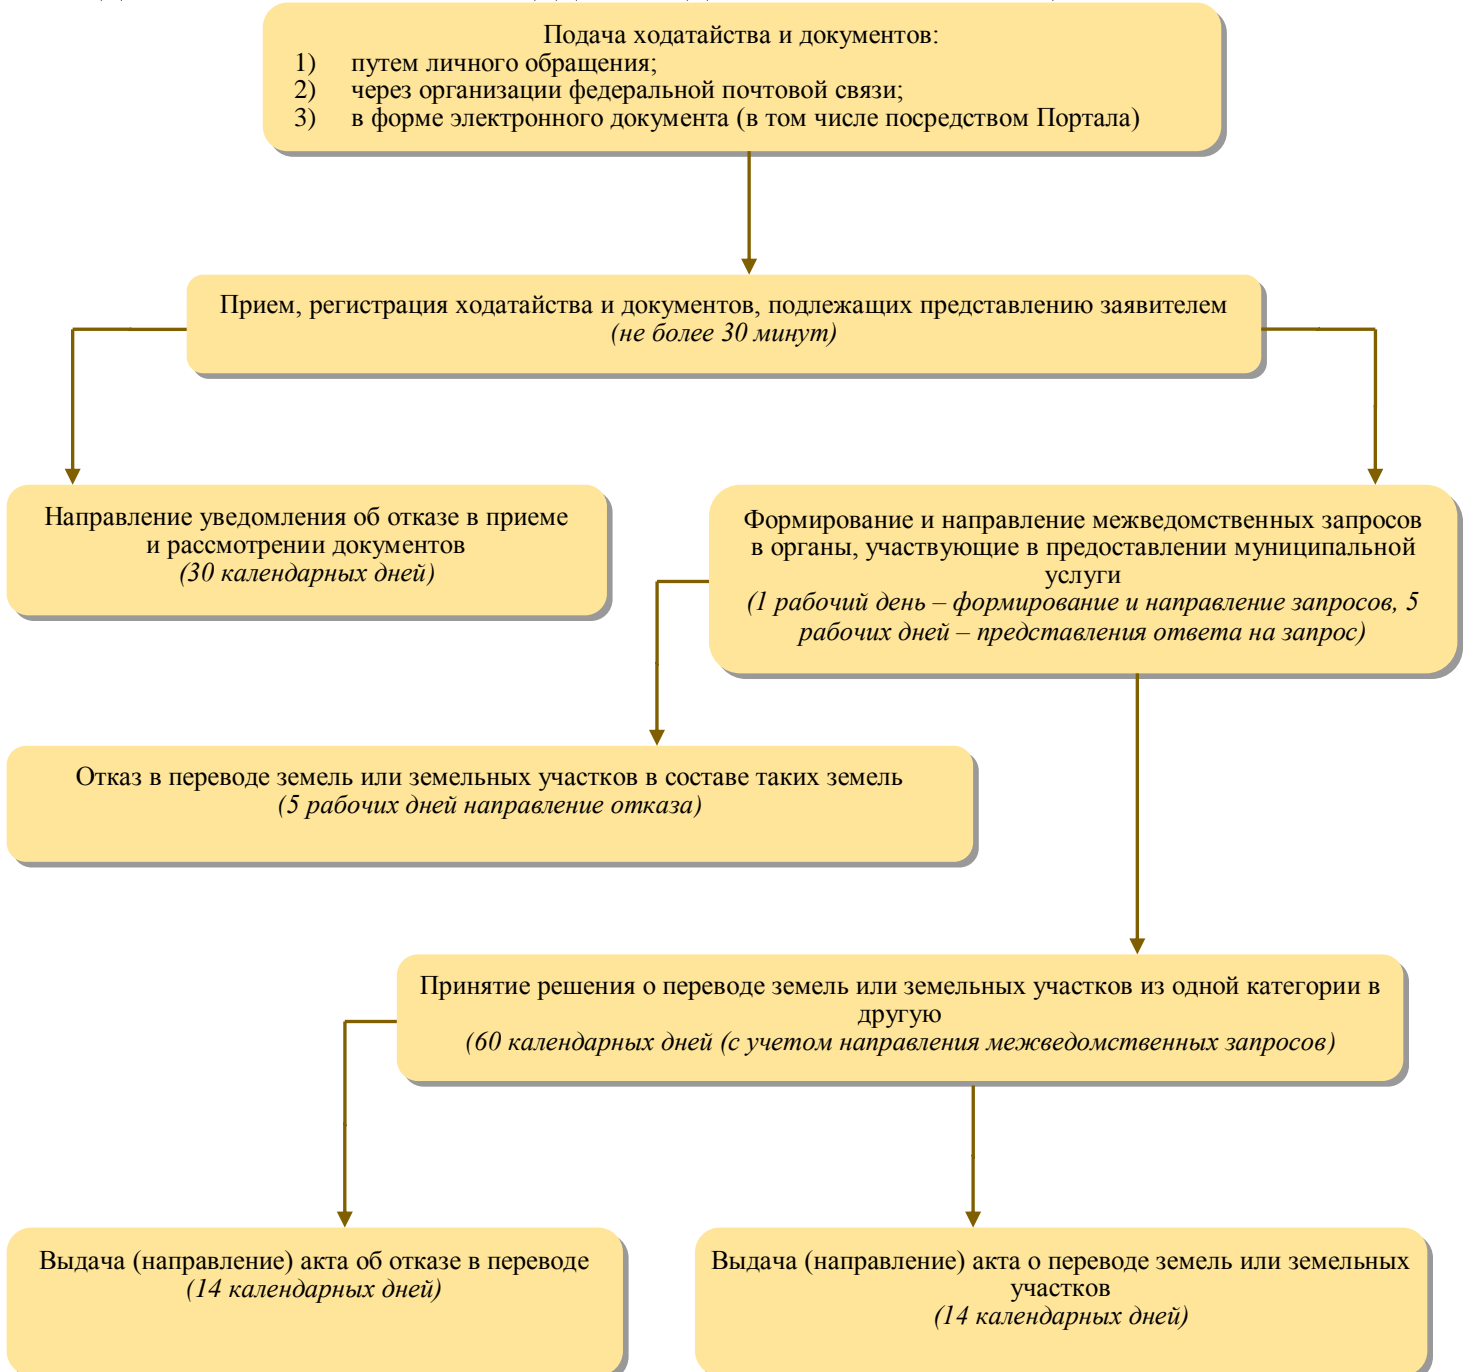 Подача ходатайства и документов:
1) путем личного обращения;
2) через организации федеральной почтовой связи;
3) в форме электронного документа (в том числе посредством Портала)
Прием, регистрация ходатайства и документов, подлежащих представлению заявителем
(не более 30 минут)
Направление уведомления об отказе в приеме
и рассмотрении документов
(30 календарных дней)
Формирование и направление межведомственных запросов
в органы, участвующие в предоставлении муниципальной
услуги
(1 рабочий день – формирование и направление запросов, 5
рабочих дней – представления ответа на запрос)
Отказ в переводе земель или земельных участков в составе таких земель
(5 рабочих дней направление отказа)
Принятие решения о переводе земель или земельных участков из одной категории в
другую
(60 календарных дней (с учетом направления межведомственных запросов)
Выдача (направление) акта об отказе в переводе
(14 календарных дней)
Выдача (направление) акта о переводе земель или земельных
участков
(14 календарных дней)